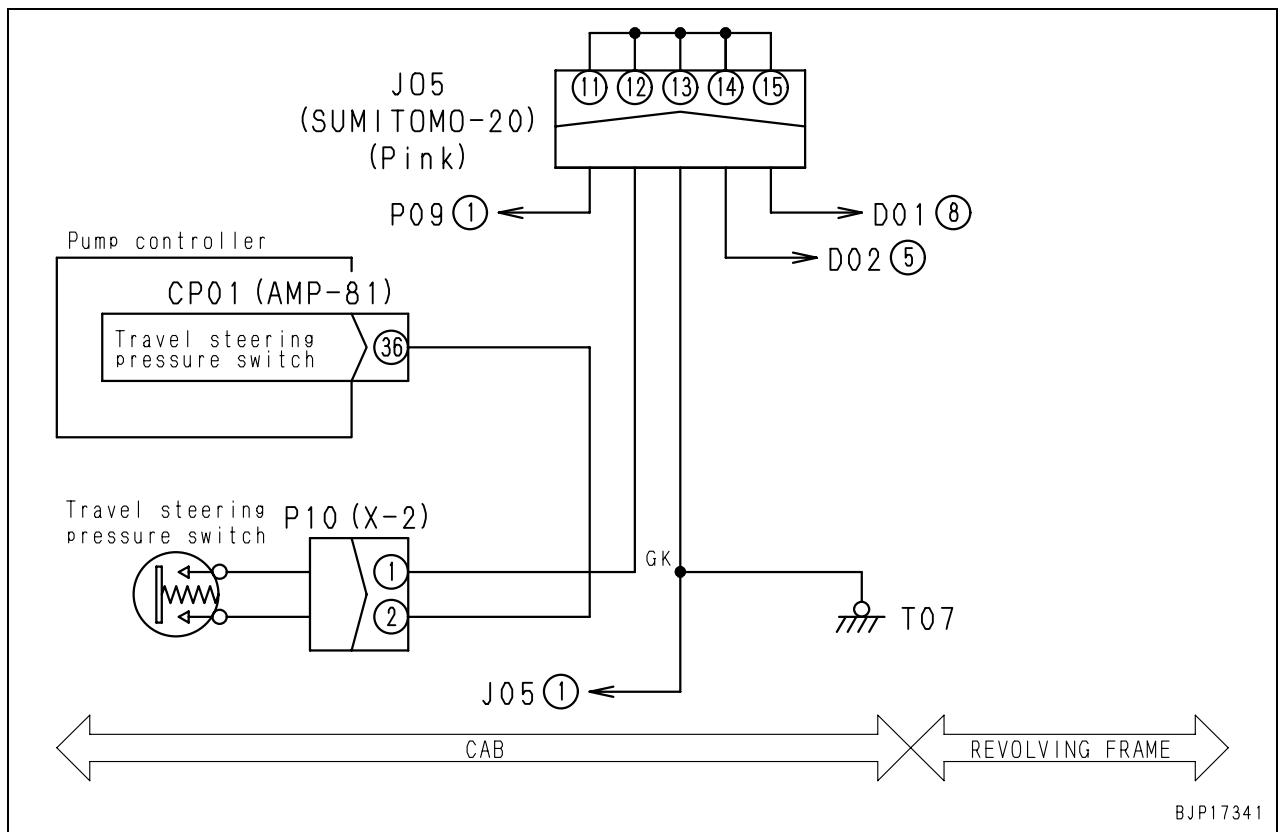 J05
(SUMITOMO-20)
(Pink)
11 12 13 14 15
P09 1
D01 8
D02 5
Pump controller
CP01 (AMP-81)
Travel steering
pressure switch
36
Travel steering
pressure switch
P10 (X-2)
1
2
GK
T07
J05 1
CAB
REVOLVING FRAME
BJP17341